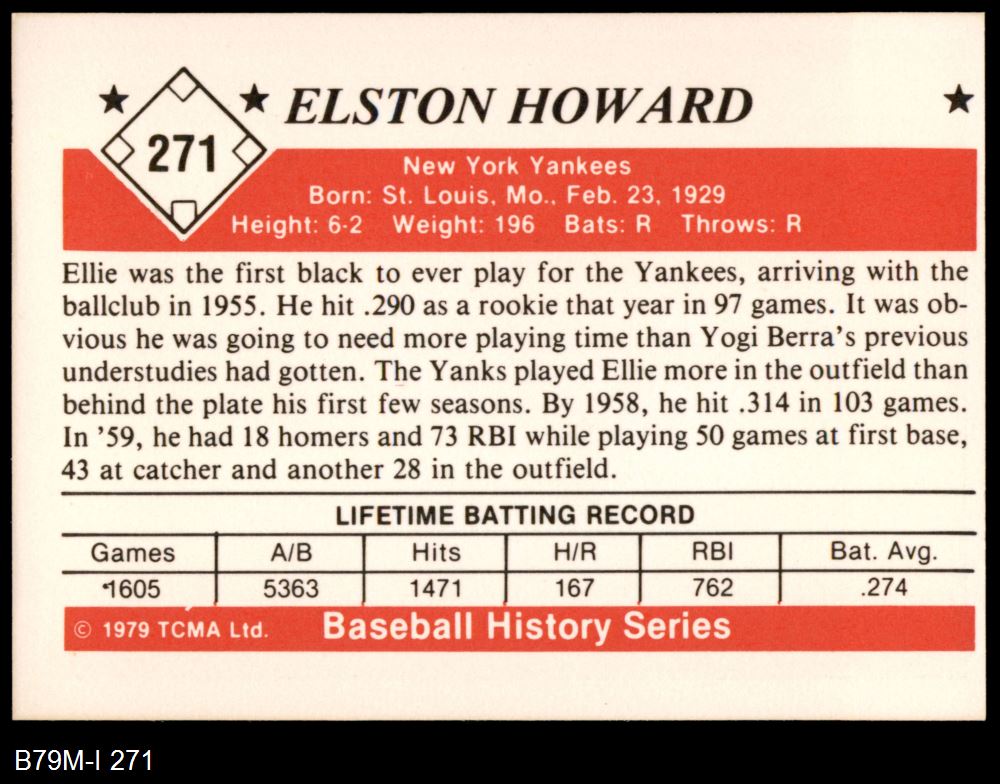 271
ELSTON HOWARD
New York Yankees
Born: St. Louis, Mo., Feb. 23, 1929
Height: 6-2 Weight: 196 Bats: R Throws: R
Ellie was the first black to ever play for the Yankees, arriving with the
ballclub in 1955. He hit .290 as a rookie that year in 97 games. It was ob-
vious he was going to need more playing time than Yogi Berra's previous
understudies had gotten. The Yanks played Ellie more in the outfield than
behind the plate his first few seasons. By 1958, he hit .314 in 103 games.
In '59, he had 18 homers and 73 RBI while playing 50 games at first base,
43 at catcher and another 28 in the outfield.
LIFETIME BATTING RECORD
Games A/B Hits H/R RBI Bat. Avg.
1605 5363 1471 167 762 .274
© 1979 TCMA Ltd. Baseball History Series
B79M-I 271